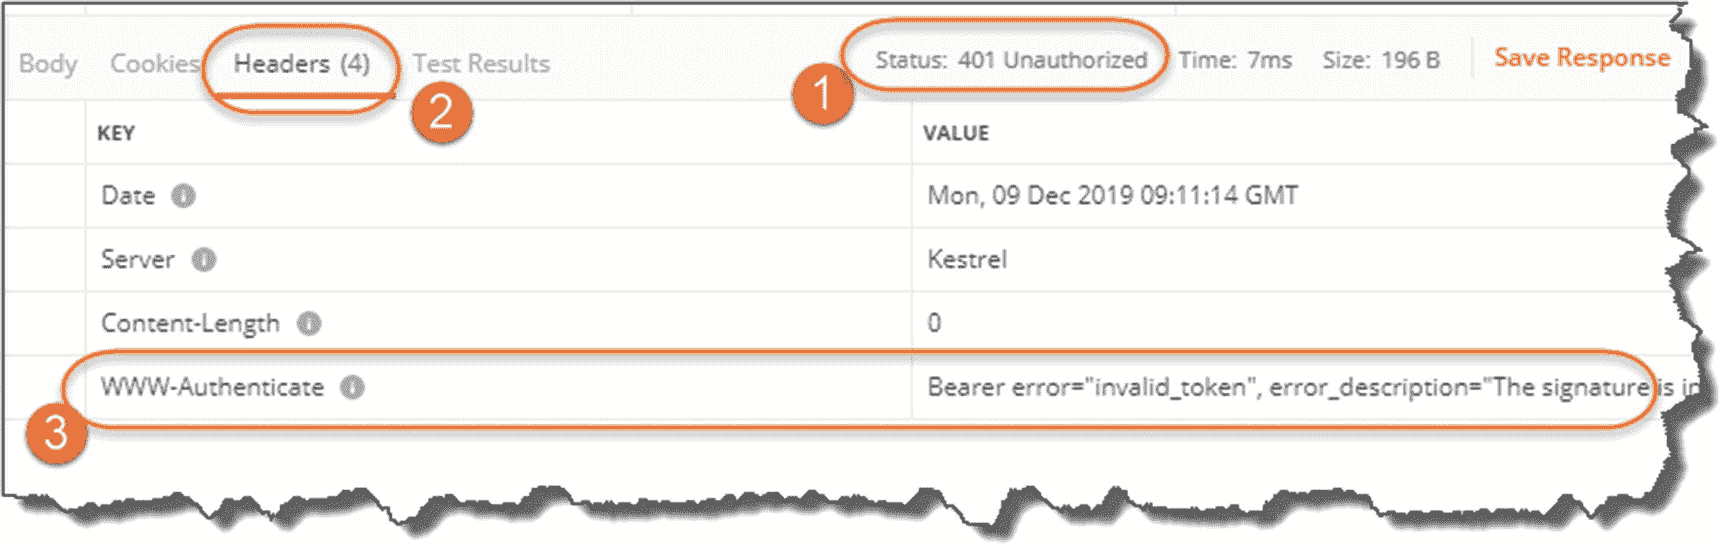 Body Cookies Headers (4) Test Results Status: 401 Unauthorized Time: 7ms Size: 196 B Save Response
1
2
KEY VALUE
Date Mon, 09 Dec 2019 09:11:14 GMT
Server Kestrel
Content-Length 0
WWW-Authenticate Bearer error="invalid_token", error_description="The signature is in
3